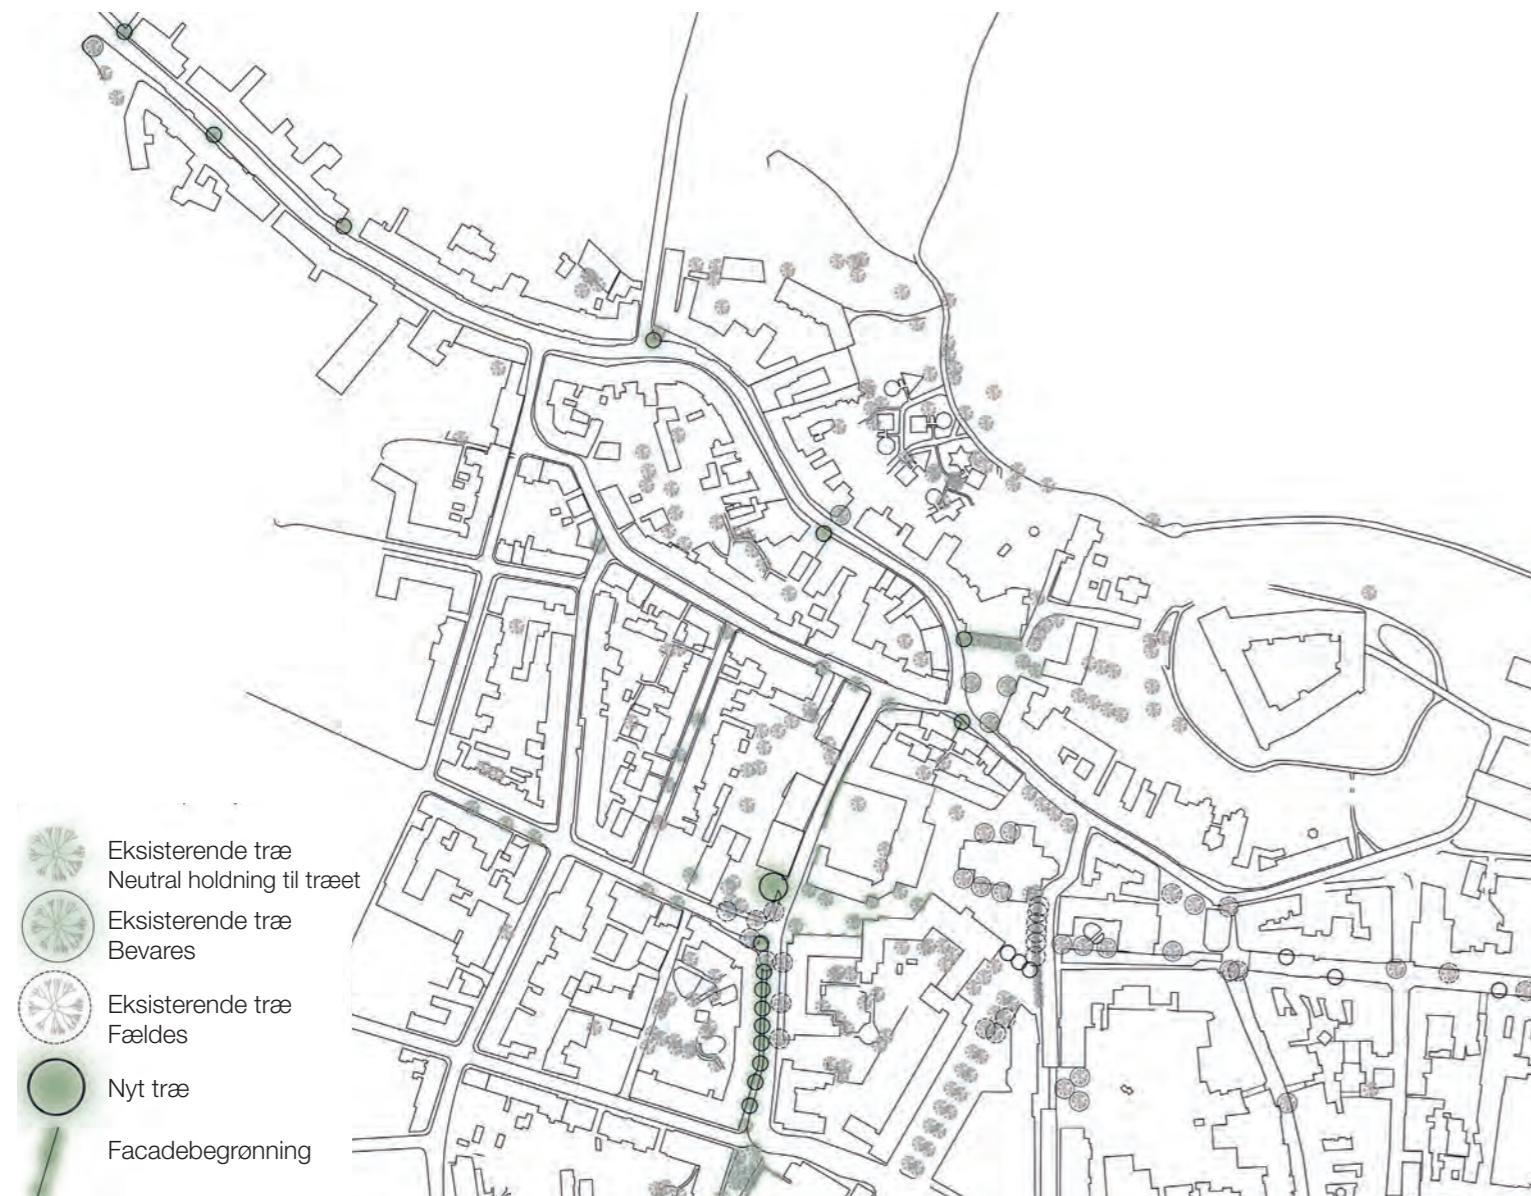 Eksisterende træ
Neutral holdning til træet
Eksisterende træ
Bevares
Eksisterende træ
Fældes
Nyt træ
Facadebegrønning